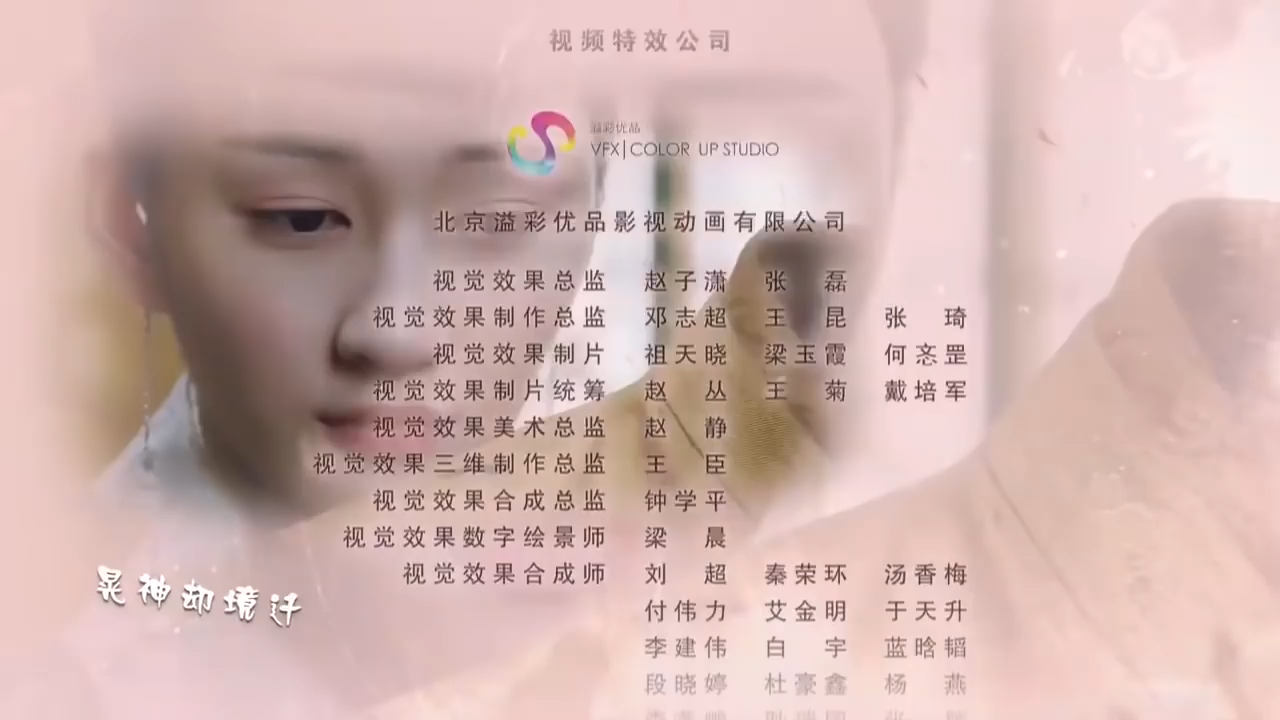 视频特效公司
溢彩优品
VFX|COLOR UP STUDIO
北京溢彩优品影视动画有限公司
视觉效果总监 赵子潇 张磊
视觉效果制作总监 邓志超 王昆 张琦
视觉效果制片 祖天晓 梁玉霞 何忞罡
视觉效果制片统筹 赵丛 王菊 戴培军
视觉效果美术总监 赵静
视觉效果三维制作总监 王臣
视觉效果合成总监 钟学平
视觉效果数字绘景师 梁晨
视觉效果合成师 刘超 秦荣环 汤香梅
付伟力 艾金明 于天升
李建伟 白宇 蓝晗韬
段晓婷 杜豪鑫 杨燕
晃神却境迁